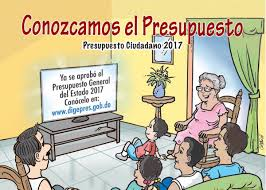 Conozcamos el Presupuesto
Presupuesto Ciudadano 2017
Ya se aprobó el
Presupuesto General
del Estado 2017
Conócelo en:
www.digepres.gob.do